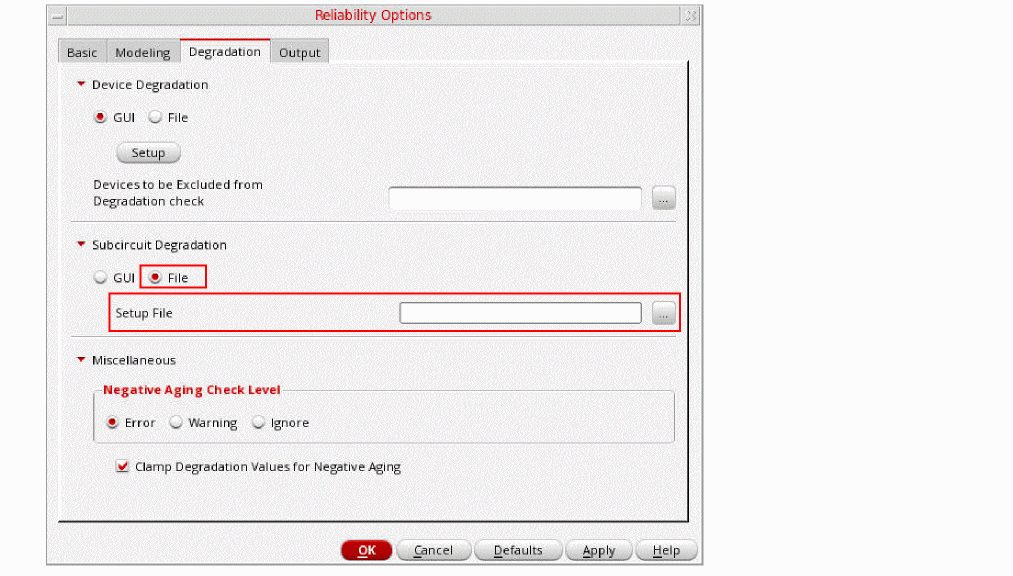 Reliability Options
Basic Modeling Degradation Output
Device Degradation
GUI File
Setup
Devices to be Excluded from
Degradation check
...
Subcircuit Degradation
GUI File
Setup File
...
Miscellaneous
Negative Aging Check Level
Error Warning Ignore
Clamp Degradation Values for Negative Aging
OK Cancel Defaults Apply Help